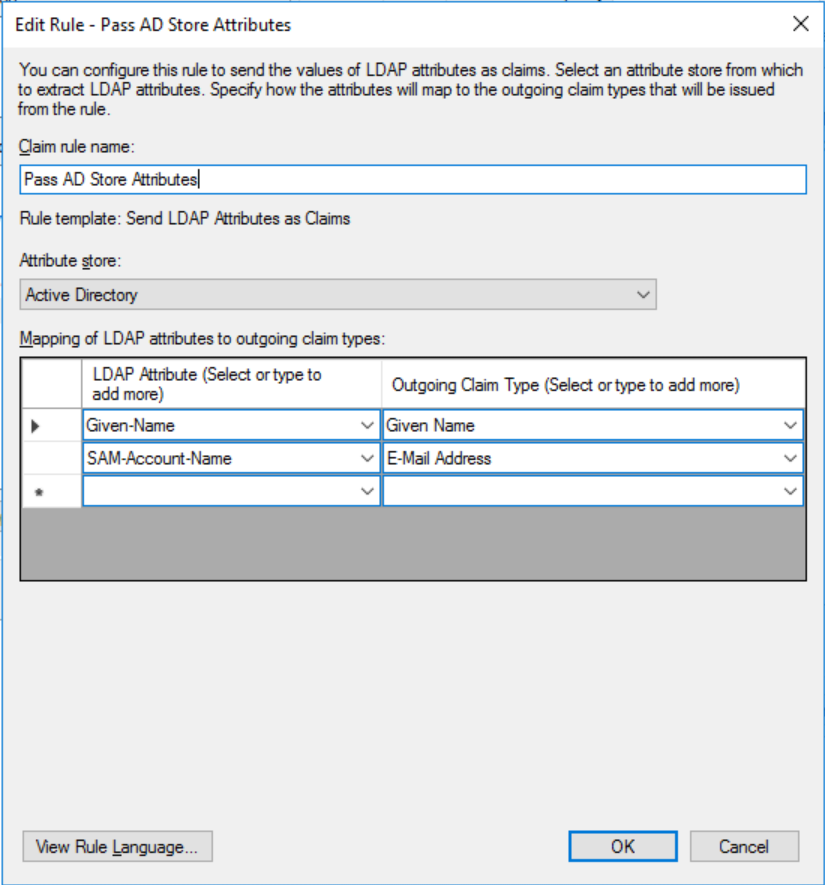 Edit Rule - Pass AD Store Attributes
You can configure this rule to send the values of LDAP attributes as claims. Select an attribute store from which
to extract LDAP attributes. Specify how the attributes will map to the outgoing claim types that will be issued
from the rule.
Claim rule name:
Pass AD Store Attributes
Rule template: Send LDAP Attributes as Claims
Attribute store:
Active Directory
Mapping of LDAP attributes to outgoing claim types:
LDAP Attribute (Select or type to
add more)
Outgoing Claim Type (Select or type to add more)
Given-Name
Given Name
SAM-Account-Name
E-Mail Address
*
View Rule Language...
OK
Cancel